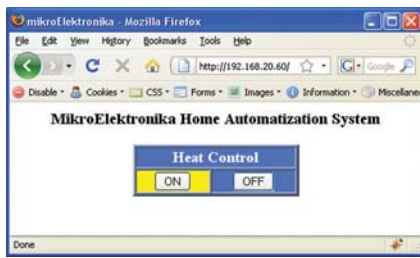 mikroElektronika - Mozilla Firefox
File Edit View History Bookmarks Tools Help
http://192.168.20.60/ G Google
Disable Cookies CSS Forms Images Information Miscellane
MikroElektronika Home Automatization System
Heat Control
ON OFF
Done